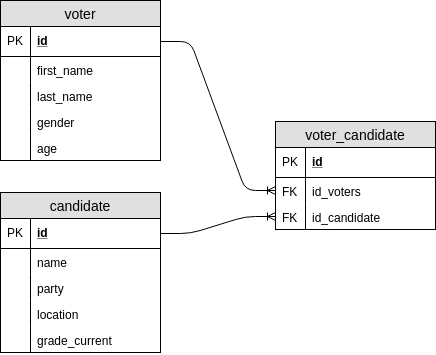 voter
PK id
first_name
last_name
gender
age
candidate
PK id
name
party
location
grade_current
voter_candidate
PK id
FK id_voters
FK id_candidate